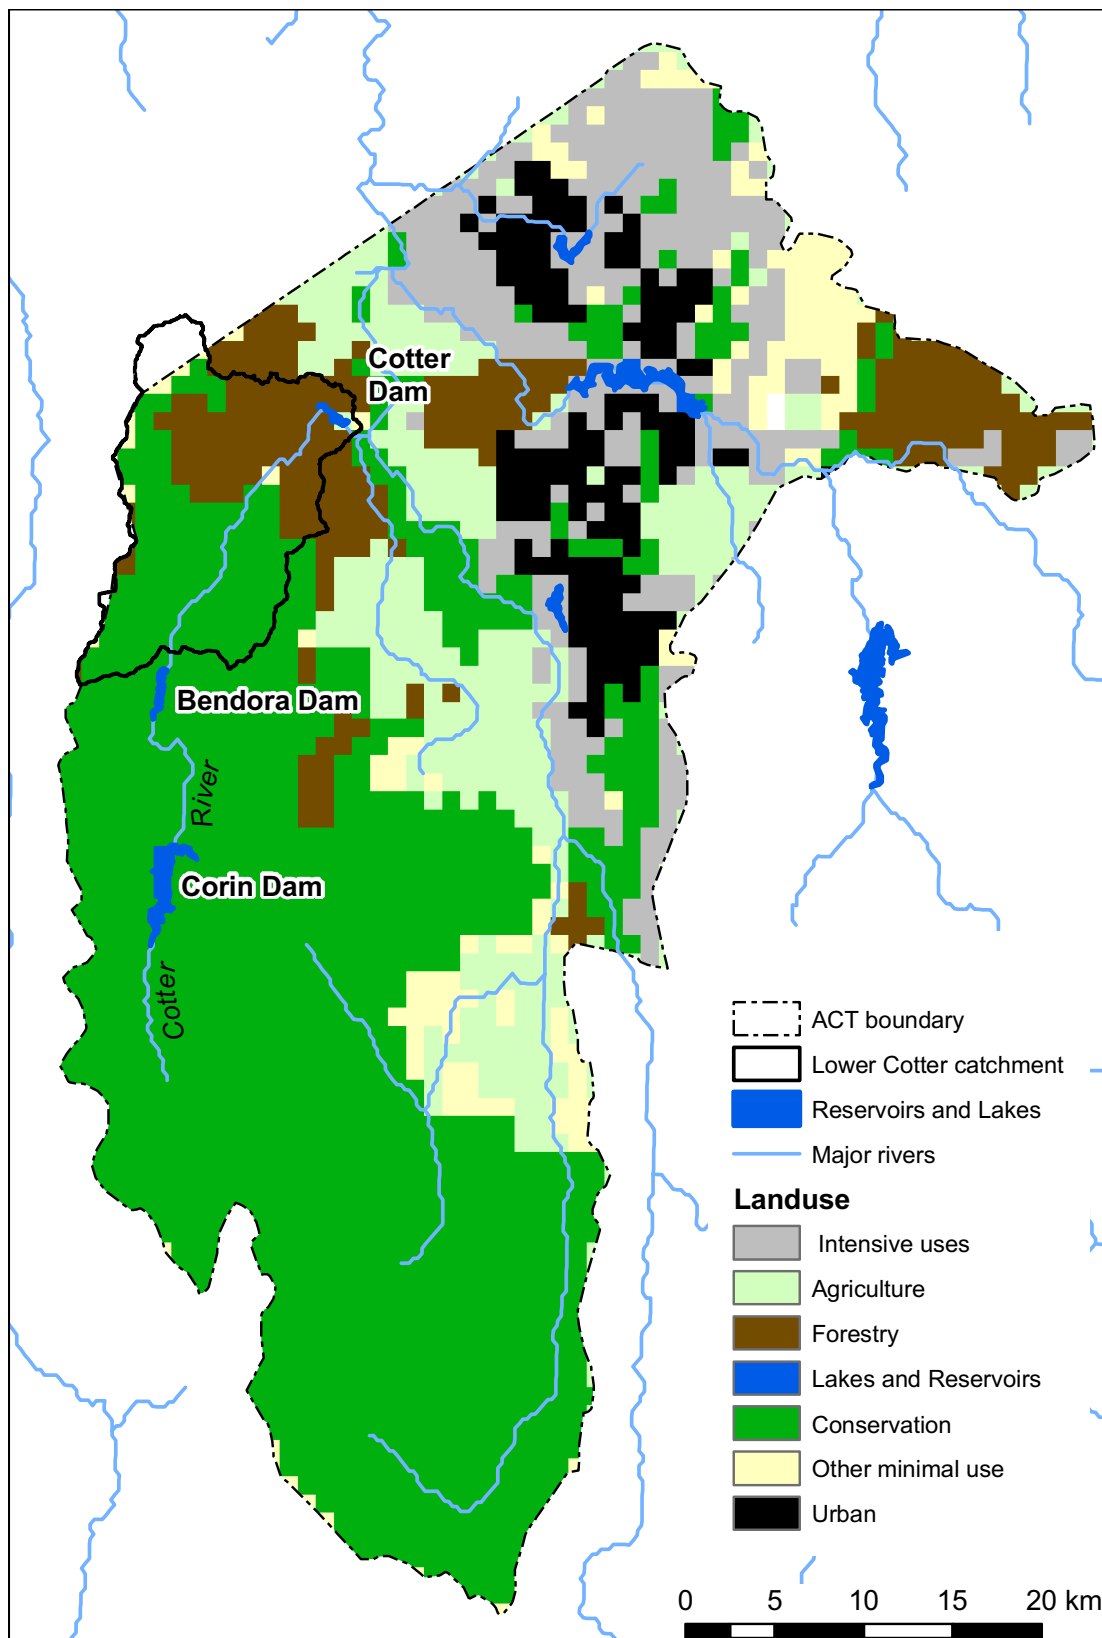 Cotter
Dam
Bendora Dam
River
Corin Dam
Cotter
ACT boundary
Lower Cotter catchment
Reservoirs and Lakes
Major rivers
Landuse
Intensive uses
Agriculture
Forestry
Lakes and Reservoirs
Conservation
Other minimal use
Urban
0 5 10 15 20 km